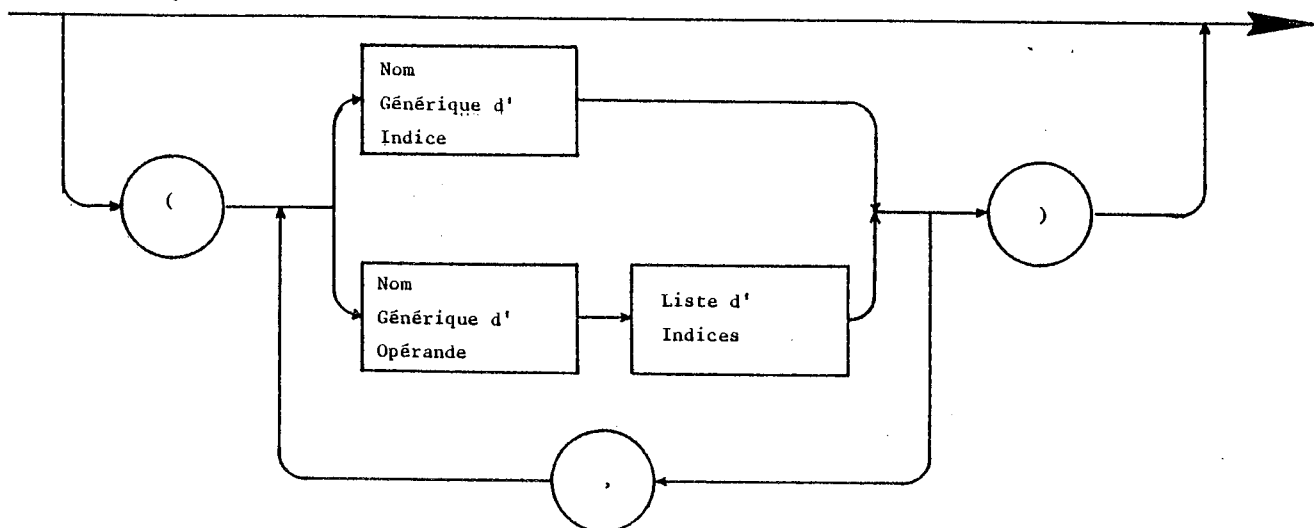 Nom
Générique d'
Indice
(
)
Nom
Générique d'
Opérande
Liste d'
Indices
,